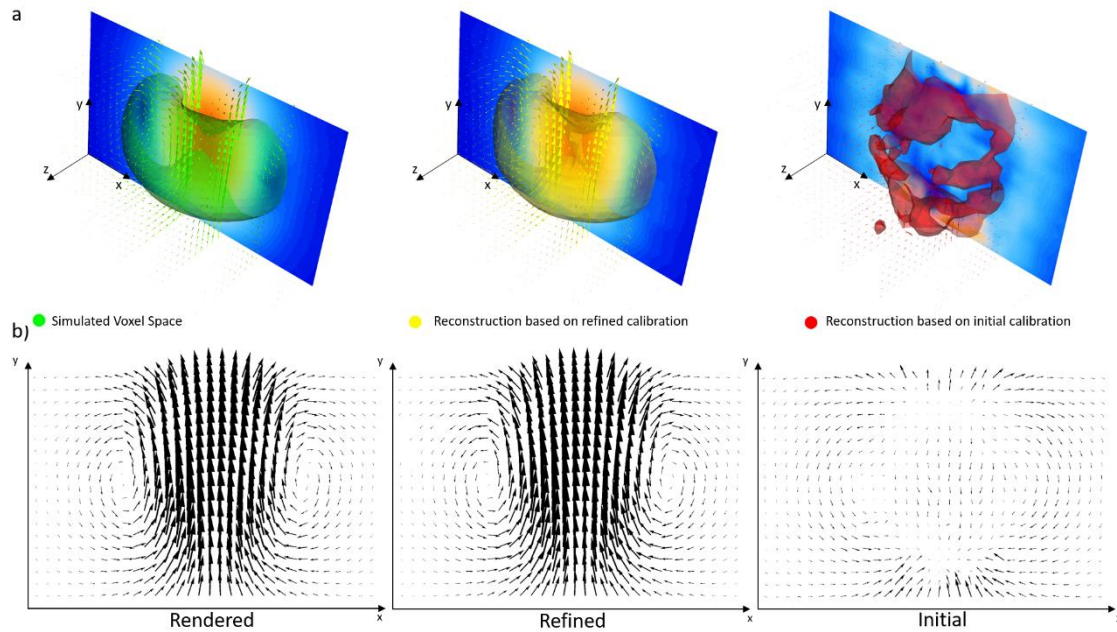 a
y
z
x
y
z
x
y
z
x
Simulated Voxel Space
Reconstruction based on refined calibration
Reconstruction based on initial calibration
b)
y
y
y
Rendered
x
Refined
x
Initial